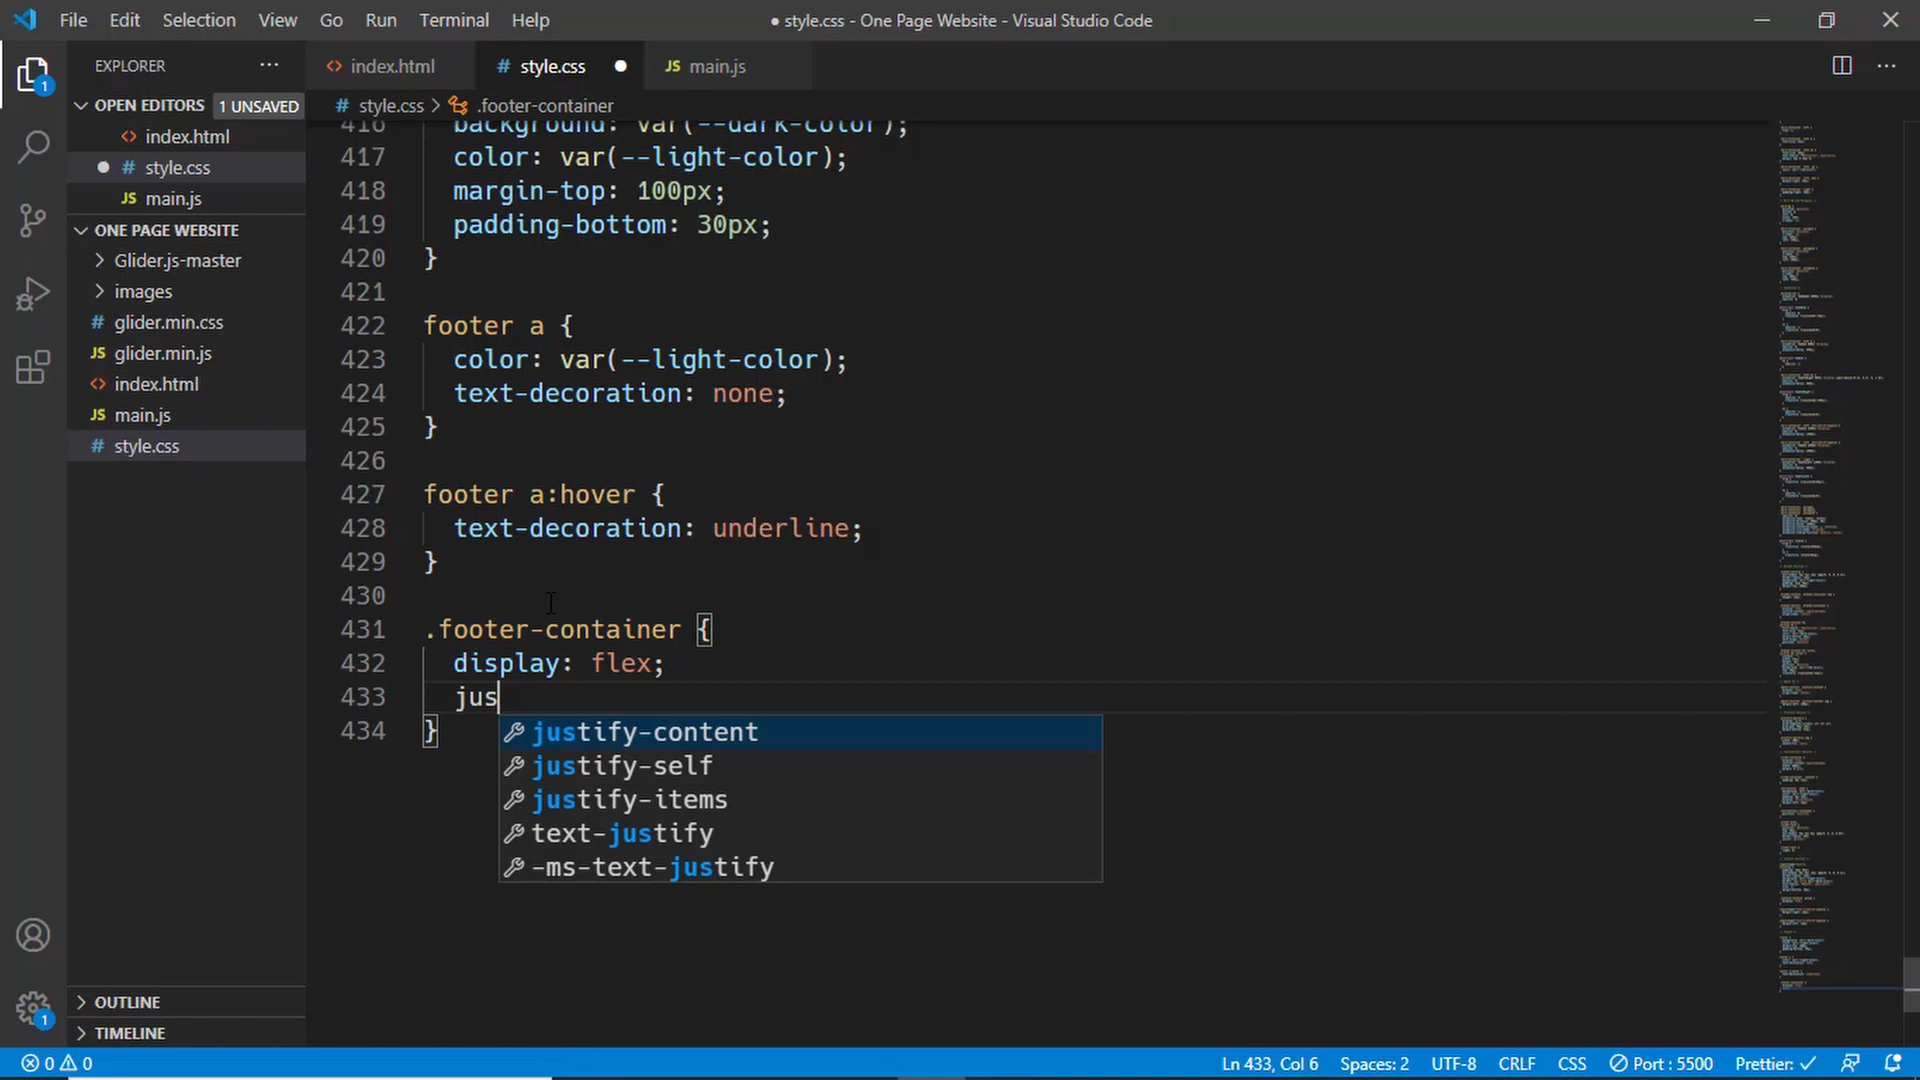 File Edit Selection View Go Run Terminal Help
● style.css - One Page Website - Visual Studio Code
EXPLORER
1
OPEN EDITORS 1 UNSAVED
<> index.html
● # style.css
JS main.js
ONE PAGE WEBSITE
> Glider.js-master
> images
# glider.min.css
JS glider.min.js
<> index.html
JS main.js
# style.css
OUTLINE
TIMELINE
1
<> index.html
# style.css ●
JS main.js
# style.css > .footer-container
416 background: var(--dark-color);
417 color: var(--light-color);
418 margin-top: 100px;
419 padding-bottom: 30px;
420 }
421
422 footer a {
423 color: var(--light-color);
424 text-decoration: none;
425 }
426
427 footer a:hover {
428 text-decoration: underline;
429 }
430
431 .footer-container {
432 display: flex;
433 jus
434 }
justify-content
justify-self
justify-items
text-justify
-ms-text-justify
0 0
Ln 433, Col 6 Spaces: 2 UTF-8 CRLF CSS Port : 5500 Prettier: ✓